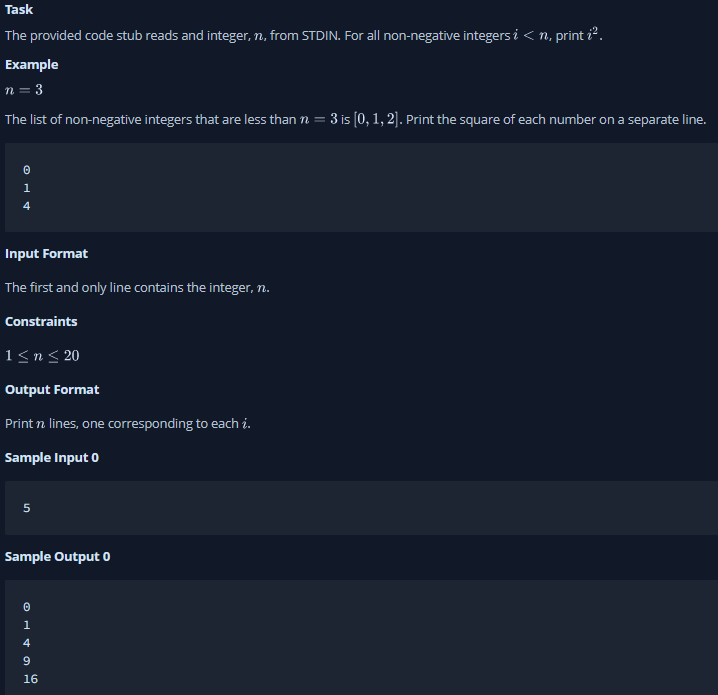 Task
The provided code stub reads and integer, n, from STDIN. For all non-negative integers i < n, print i².
Example
n = 3
The list of non-negative integers that are less than n = 3 is [0, 1, 2]. Print the square of each number on a separate line.
0
1
4
Input Format
The first and only line contains the integer, n.
Constraints
1 ≤ n ≤ 20
Output Format
Print n lines, one corresponding to each i.
Sample Input 0
5
Sample Output 0
0
1
4
9
16